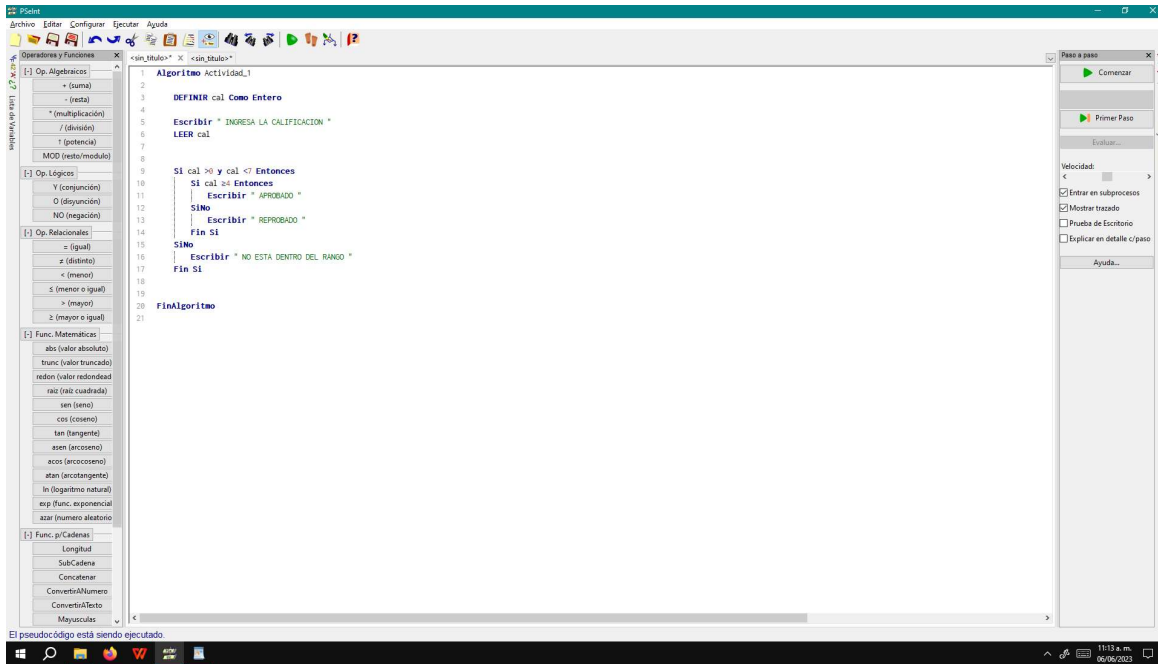 PSeInt
Archivo Editar Configurar Ejecutar Ayuda
Operadores y Funciones X
<sin_titulo>* X <sin_titulo>*
Paso a paso X
Lista de Variables
[-] Op. Algebraicos
+ (suma)
- (resta)
* (multiplicación)
/ (división)
↑ (potencia)
MOD (resto/modulo)
[-] Op. Lógicos
Y (conjunción)
O (disyunción)
NO (negación)
[-] Op. Relacionales
= (igual)
≠ (distinto)
< (menor)
≤ (menor o igual)
> (mayor)
≥ (mayor o igual)
[-] Func. Matemáticas
abs (valor absoluto)
trunc (valor truncado)
redon (valor redondead
raiz (raíz cuadrada)
sen (seno)
cos (coseno)
tan (tangente)
asen (arcoseno)
acos (arcocoseno)
atan (arcotangente)
ln (logaritmo natural)
exp (func. exponencial
azar (numero aleatorio
[-] Func. p/Cadenas
Longitud
SubCadena
Concatenar
ConvertirANumero
ConvertirATexto
Mayusculas
1 Algoritmo Actividad_1
2
3 DEFINIR cal Como Entero
4
5 Escribir " INGRESA LA CALIFICACION "
6 LEER cal
7
8
9 Si cal >0 y cal <7 Entonces
10 Si cal ≥4 Entonces
11 Escribir " APROBADO "
12 SiNo
13 Escribir " REPROBADO "
14 Fin Si
15 SiNo
16 Escribir " NO ESTA DENTRO DEL RANGO "
17 Fin Si
18
19
20 FinAlgoritmo
21
Comenzar
Primer Paso
Evaluar...
Velocidad:
Entrar en subprocesos
Mostrar trazado
Prueba de Escritorio
Explicar en detalle c/paso
Ayuda...
El pseudocódigo está siendo ejecutado.
11:13 a. m.
06/06/2023